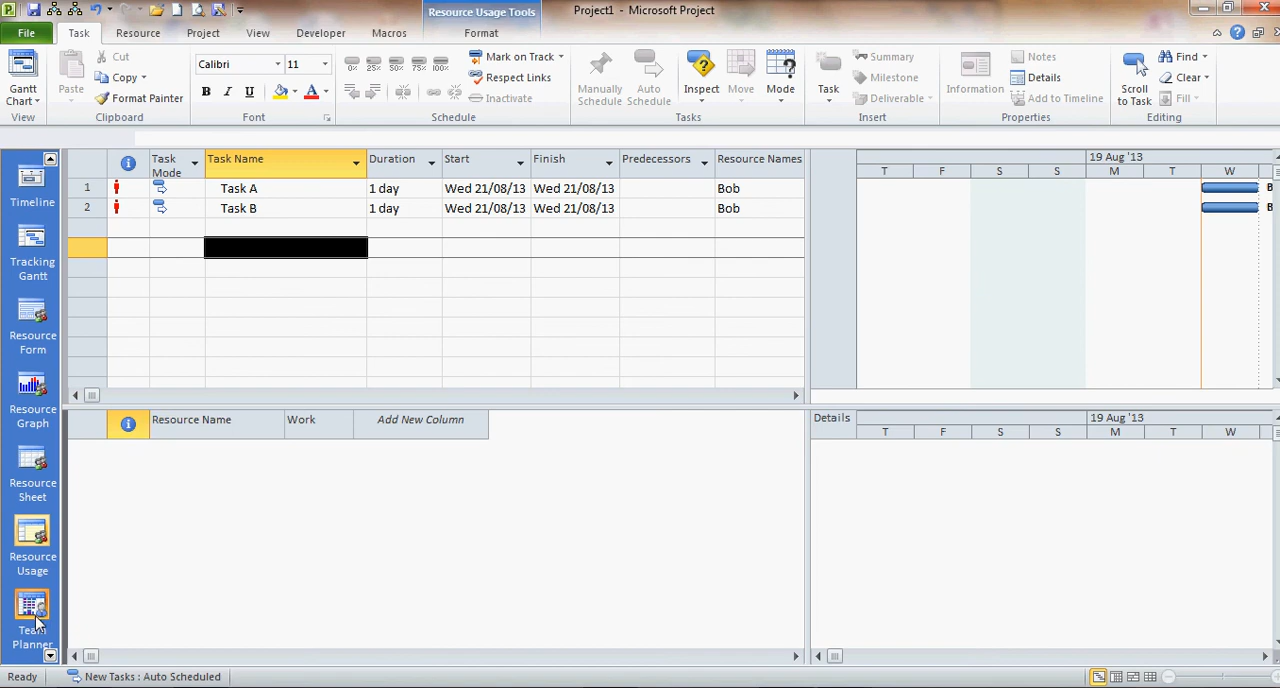 Resource Usage Tools
Project1 - Microsoft Project
File Task Resource Project View Developer Macros Format
Gantt Chart
View
Paste
Cut
Copy
Format Painter
Clipboard
Calibri 11
B I U A
Font
0% 25% 50% 75% 100%
Mark on Track
Respect Links
Inactivate
Schedule
Manually Schedule
Auto Schedule
Inspect
Move
Mode
Tasks
Task
Summary
Milestone
Deliverable
Insert
Information
Notes
Details
Add to Timeline
Properties
Scroll to Task
Find
Clear
Fill
Editing
Timeline
Tracking Gantt
Resource Form
Resource Graph
Resource Sheet
Resource Usage
Team Planner
Task Mode Task Name Duration Start Finish Predecessors Resource Names
1 Task A 1 day Wed 21/08/13 Wed 21/08/13 Bob
2 Task B 1 day Wed 21/08/13 Wed 21/08/13 Bob
19 Aug '13
T F S S M T W
B
B
Resource Name Work Add New Column
Details
19 Aug '13
T F S S M T W
Ready New Tasks : Auto Scheduled